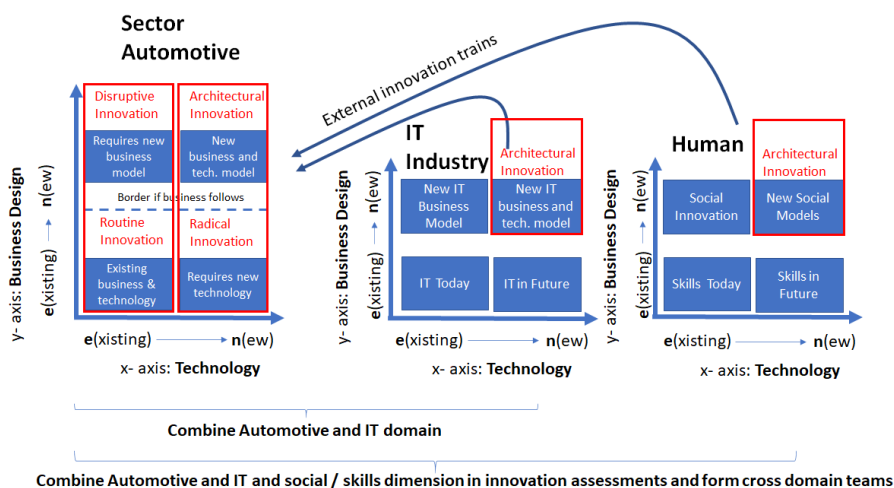 Sector
Automotive
Disruptive
Innovation
Architectural
Innovation
Requires new
business
model
New
business and
tech. model
Border if business follows
Routine
Innovation
Radical
Innovation
Existing
business &
technology
Requires new
technology
y- axis: Business Design
e(xisting)
n(ew)
e(xisting)
n(ew)
x- axis: Technology
External innovation trains
IT
Industry
Architectural
Innovation
New IT
Business
Model
New IT
business and
tech. model
IT Today
IT in Future
y- axis: Business Design
e(xisting)
n(ew)
e(xisting)
n(ew)
x- axis: Technology
Human
Architectural
Innovation
Social
Innovation
New Social
Models
Skills Today
Skills in
Future
y- axis: Business Design
e(xisting)
n(ew)
e(xisting)
n(ew)
x- axis: Technology
Combine Automotive and IT domain
Combine Automotive and IT and social / skills dimension in innovation assessments and form cross domain teams